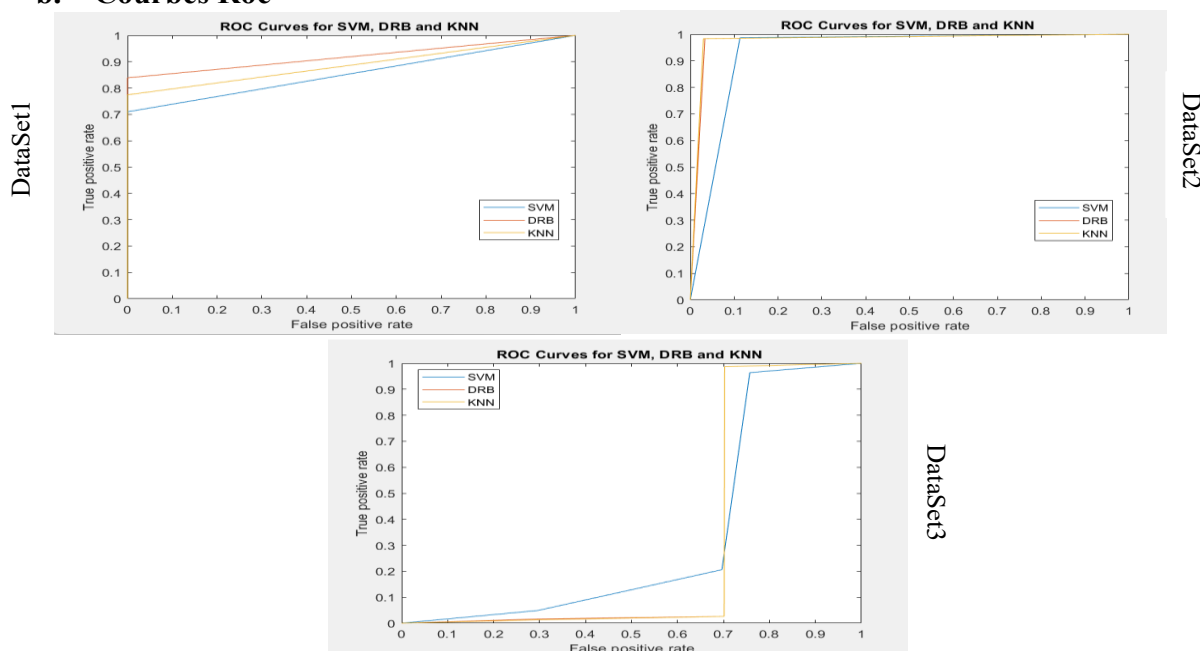 b. Courbes Roc
DataSet1
ROC Curves for SVM, DRB and KNN
1
0.9
0.8
0.7
0.6
0.5
0.4
0.3
0.2
0.1
0
True positive rate
SVM
DRB
KNN
0 0.1 0.2 0.3 0.4 0.5 0.6 0.7 0.8 0.9 1
False positive rate
ROC Curves for SVM, DRB and KNN
1
0.9
0.8
0.7
0.6
0.5
0.4
0.3
0.2
0.1
0
True positive rate
SVM
DRB
KNN
0 0.1 0.2 0.3 0.4 0.5 0.6 0.7 0.8 0.9 1
False positive rate
DataSet2
ROC Curves for SVM, DRB and KNN
1
0.9
0.8
0.7
0.6
0.5
0.4
0.3
0.2
0.1
0
True positive rate
SVM
DRB
KNN
0 0.1 0.2 0.3 0.4 0.5 0.6 0.7 0.8 0.9 1
False positive rate
DataSet3